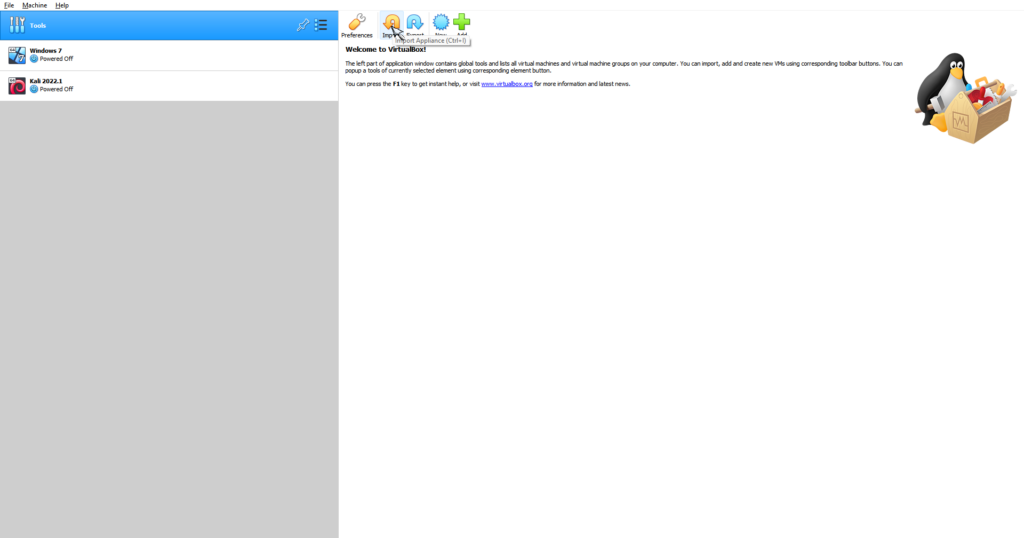 File Machine Help
Tools
Preferences Import Export New Add
Import Appliance (Ctrl+I)
Windows 7
Powered Off
Kali 2022.1
Powered Off
Welcome to VirtualBox!
The left part of application window contains global tools and lists all virtual machines and virtual machine groups on your computer. You can import, add and create new VMs using corresponding toolbar buttons. You can
popup a tools of currently selected element using corresponding element button.
You can press the F1 key to get instant help, or visit www.virtualbox.org for more information and latest news.